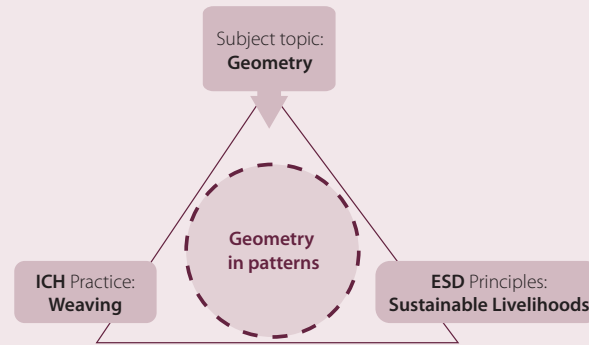 Subject topic:
Geometry
Geometry
in patterns
ICH Practice:
Weaving
ESD Principles:
Sustainable Livelihoods